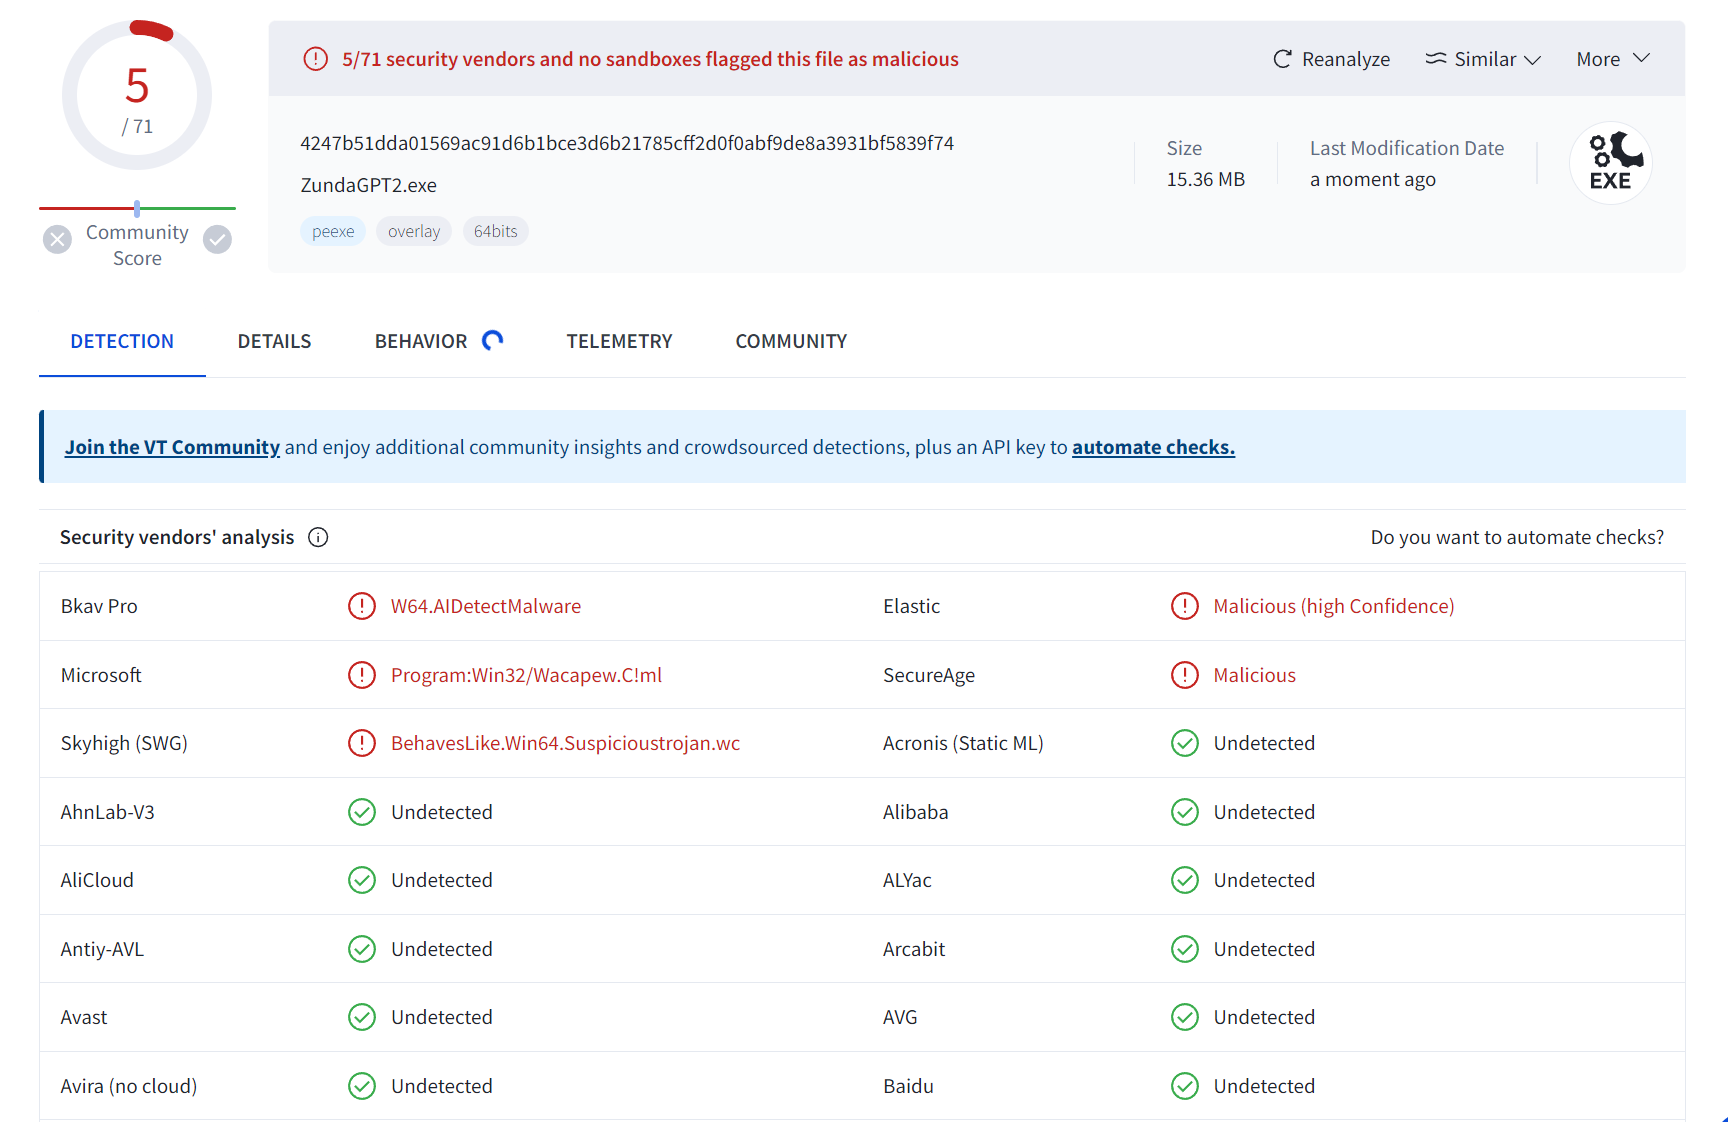 5
/ 71
Community
Score
5/71 security vendors and no sandboxes flagged this file as malicious
Reanalyze
Similar
More
4247b51dda01569ac91d6b1bce3d6b21785cff2d0f0abf9de8a3931bf5839f74
ZundaGPT2.exe
peexe
overlay
64bits
Size
15.36 MB
Last Modification Date
a moment ago
EXE
DETECTION
DETAILS
BEHAVIOR
TELEMETRY
COMMUNITY
Join the VT Community and enjoy additional community insights and crowdsourced detections, plus an API key to automate checks.
Security vendors' analysis
Do you want to automate checks?
Bkav Pro
W64.AIDetectMalware
Elastic
Malicious (high Confidence)
Microsoft
Program:Win32/Wacapew.C!ml
SecureAge
Malicious
Skyhigh (SWG)
BehavesLike.Win64.Suspicioustrojan.wc
Acronis (Static ML)
Undetected
AhnLab-V3
Undetected
Alibaba
Undetected
AliCloud
Undetected
ALYac
Undetected
Antiy-AVL
Undetected
Arcabit
Undetected
Avast
Undetected
AVG
Undetected
Avira (no cloud)
Undetected
Baidu
Undetected